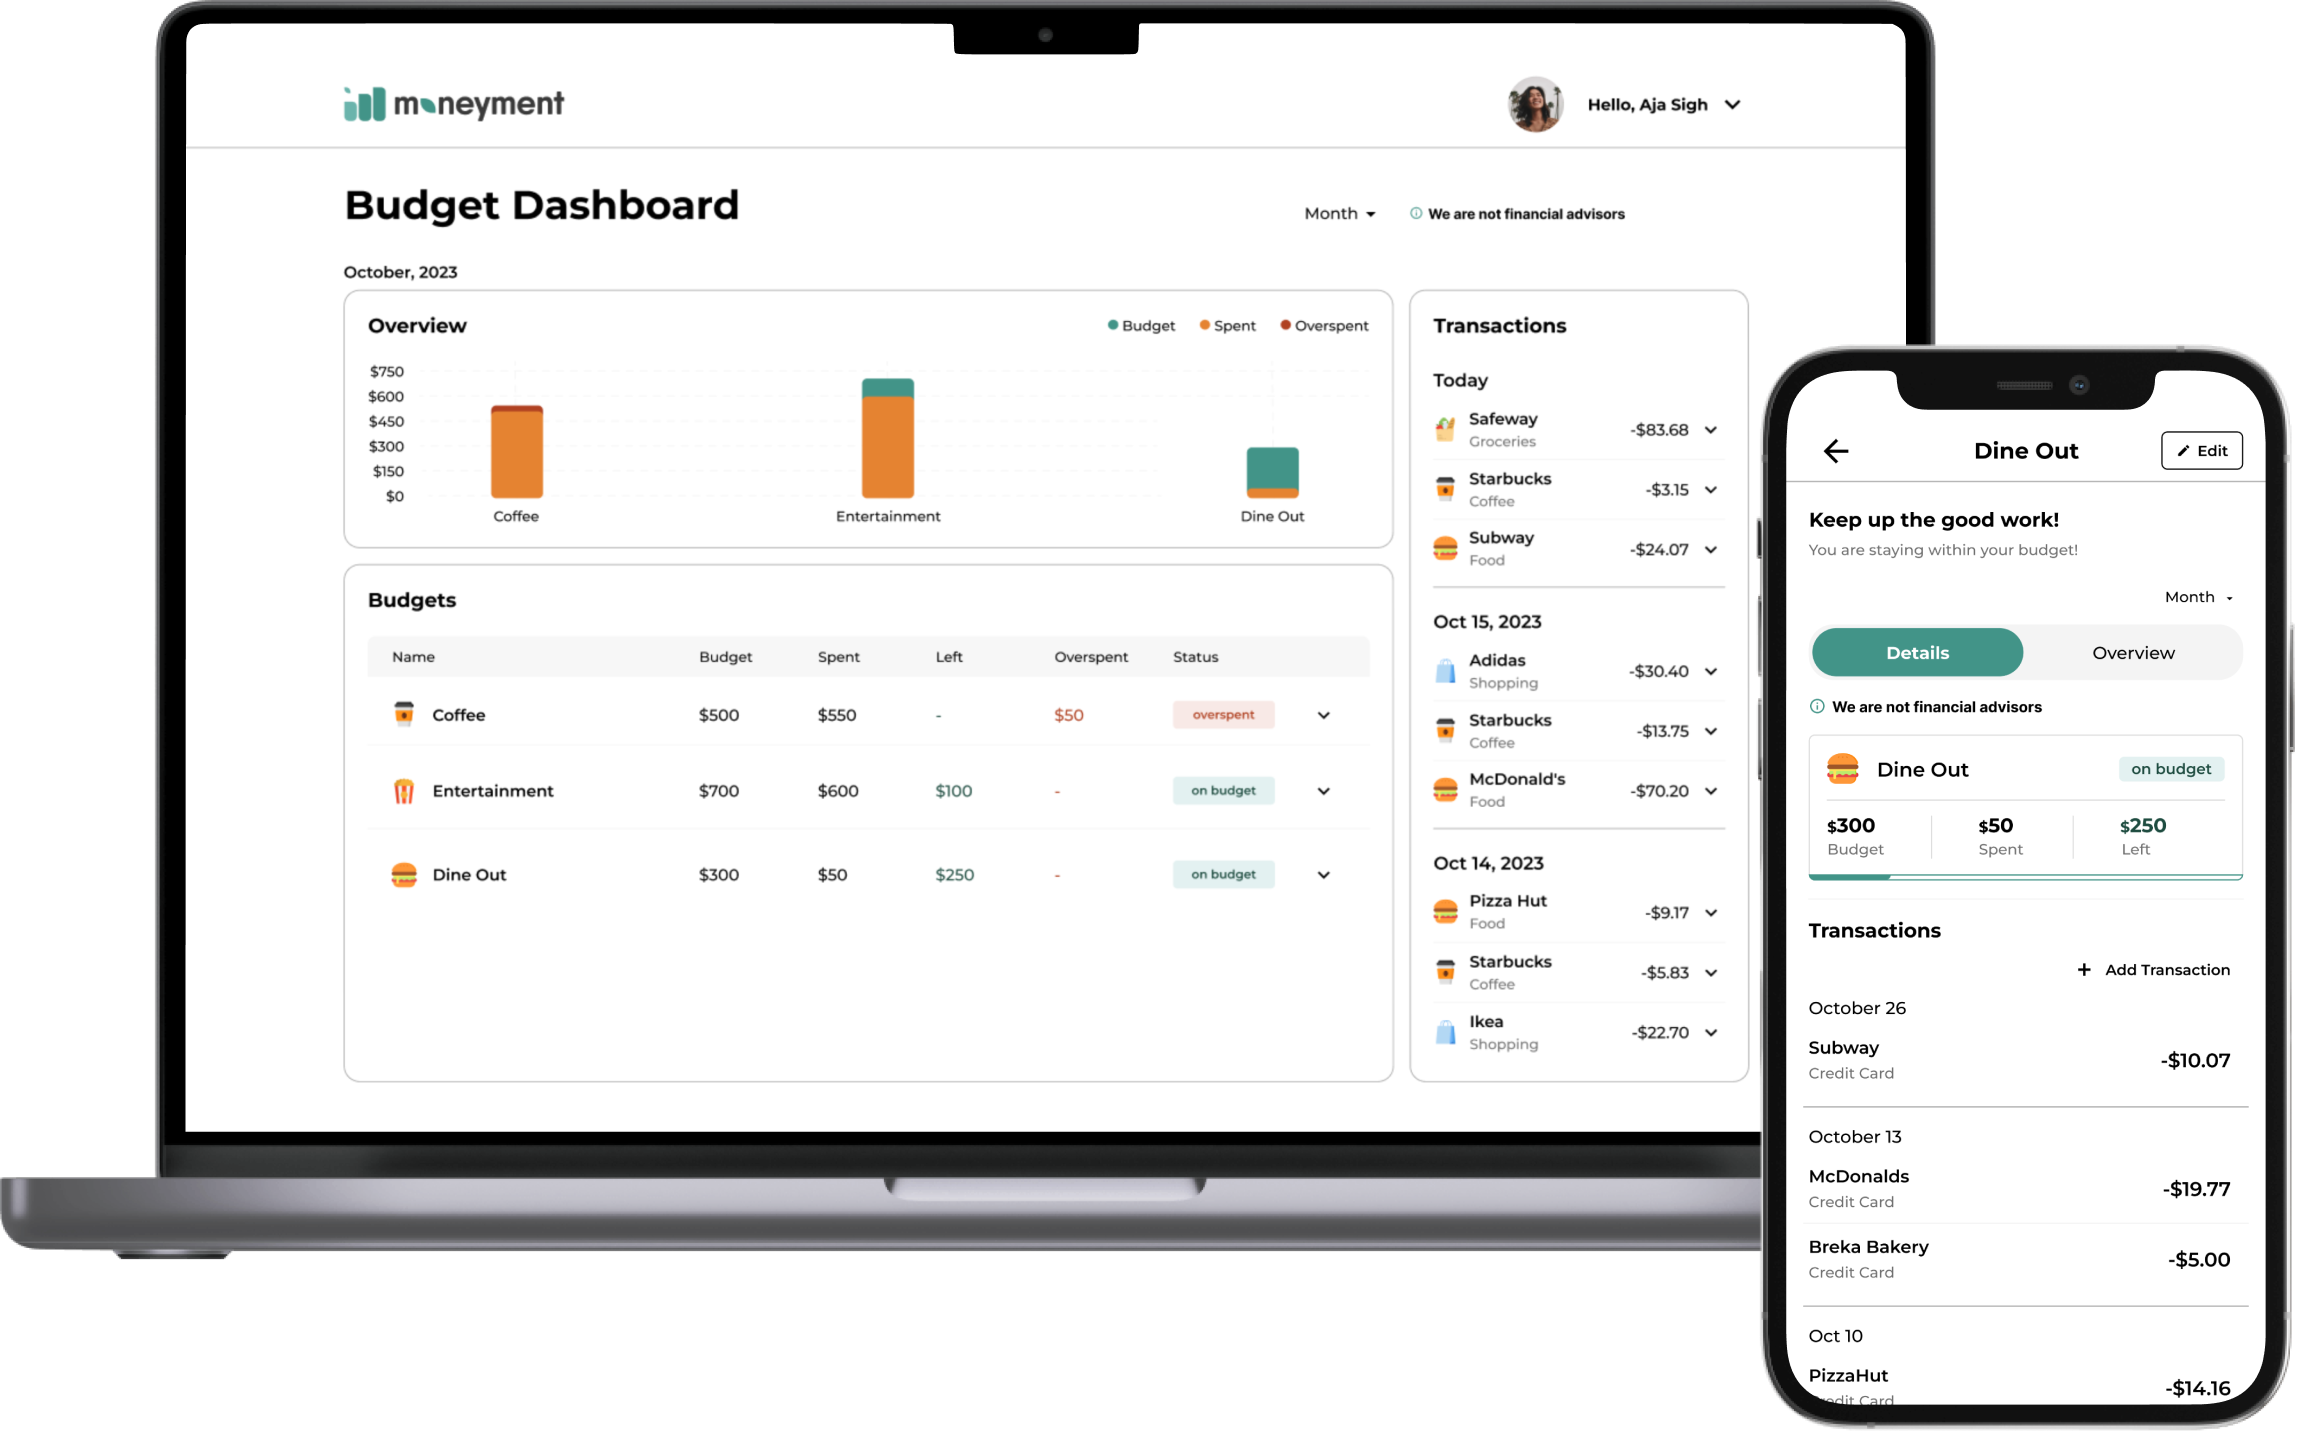 moneyment
Hello, Aja Sigh
Budget Dashboard
Month
We are not financial advisors
October, 2023
Overview
Budget
Spent
Overspent
$750
$600
$450
$300
$150
$0
Coffee
Entertainment
Dine Out
Budgets
Name Budget Spent Left Overspent Status
Coffee $500 $550 - $50 overspent
Entertainment $700 $600 $100 - on budget
Dine Out $300 $50 $250 - on budget
Transactions
Today
Safeway -$83.68
Groceries
Starbucks -$3.15
Coffee
Subway -$24.07
Food
Oct 15, 2023
Adidas -$30.40
Shopping
Starbucks -$13.75
Coffee
McDonald's -$70.20
Food
Oct 14, 2023
Pizza Hut -$9.17
Food
Starbucks -$5.83
Coffee
Ikea -$22.70
Shopping
Dine Out
Edit
Keep up the good work!
You are staying within your budget!
Month
Details
Overview
We are not financial advisors
Dine Out on budget
$300 $50 $250
Budget Spent Left
Transactions
+ Add Transaction
October 26
Subway -$10.07
Credit Card
October 13
McDonalds -$19.77
Credit Card
Breka Bakery -$5.00
Credit Card
Oct 10
PizzaHut -$14.16
Credit Card